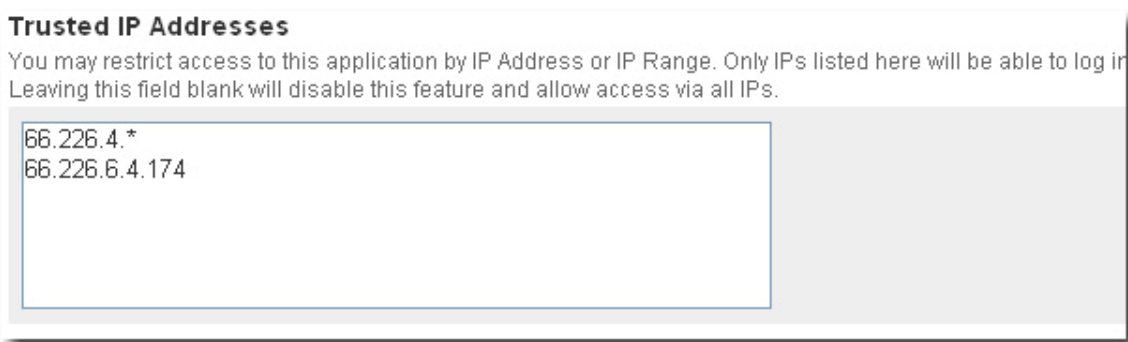 Trusted IP Addresses
You may restrict access to this application by IP Address or IP Range. Only IPs listed here will be able to log in
Leaving this field blank will disable this feature and allow access via all IPs.
66.226.4.*
66.226.6.4.174